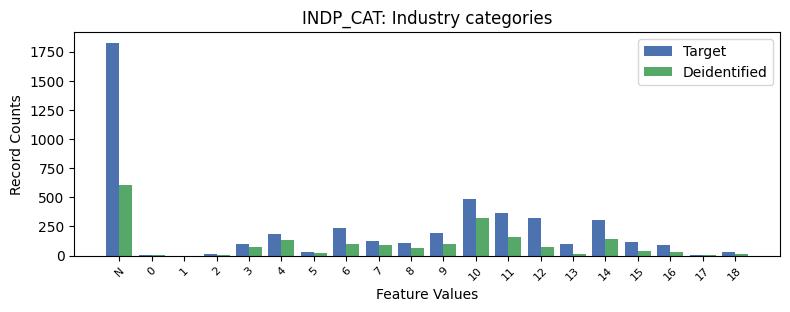 INDP_CAT: Industry categories
Target
Deidentified
Record Counts
1750
1500
1250
1000
750
500
250
0
N 0 1 2 3 4 5 6 7 8 9 10 11 12 13 14 15 16 17 18
Feature Values